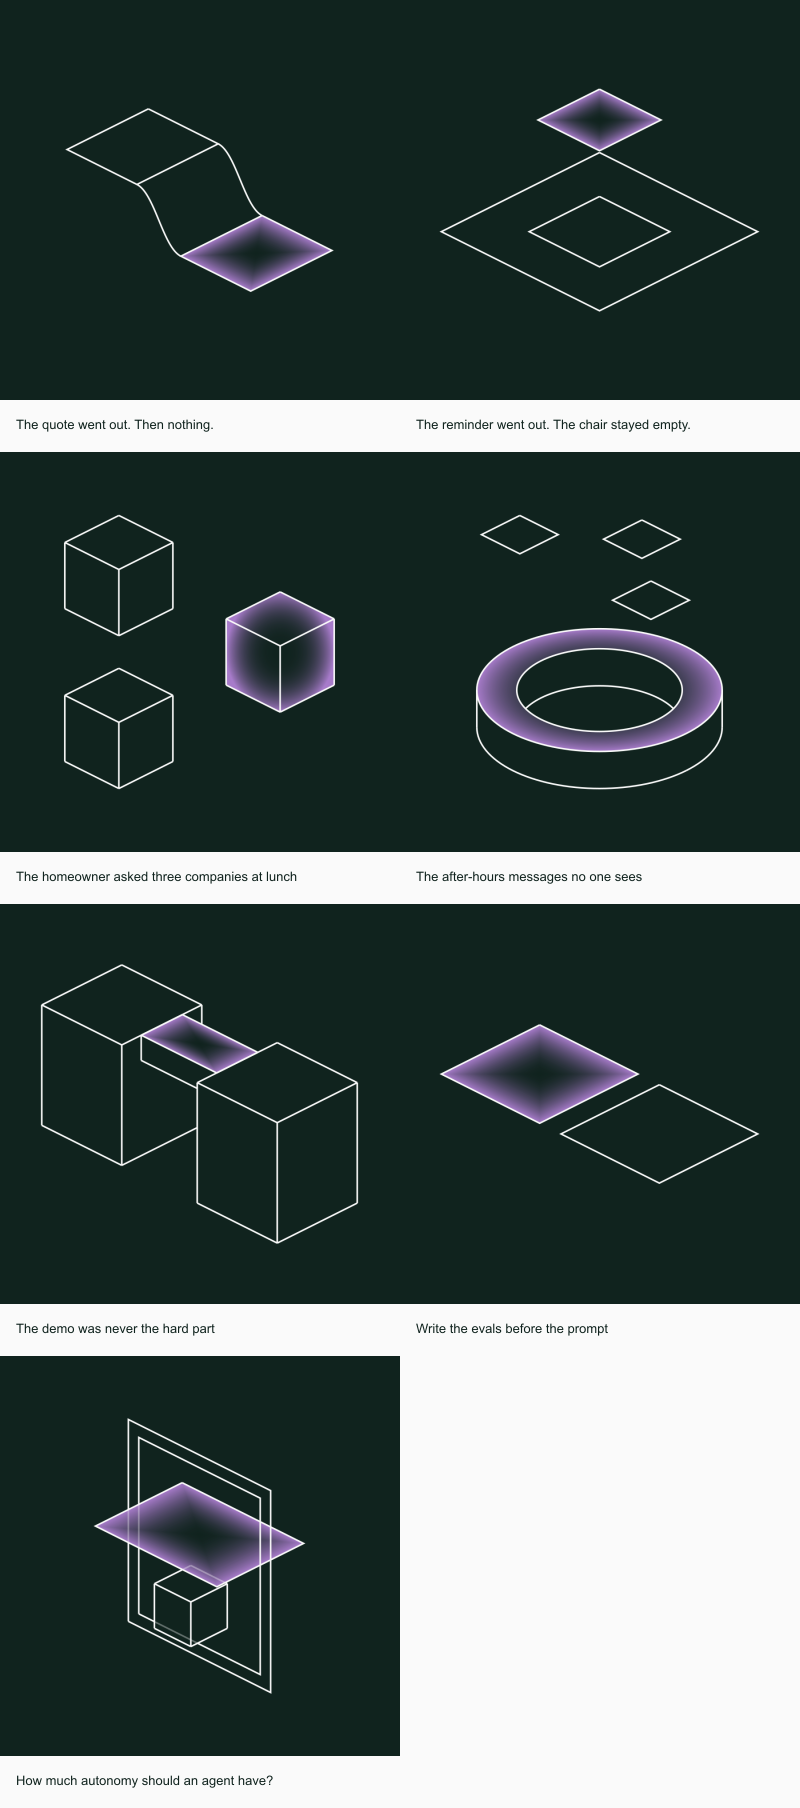 The quote went out. Then nothing.
The reminder went out. The chair stayed empty.
The homeowner asked three companies at lunch
The after-hours messages no one sees
The demo was never the hard part
Write the evals before the prompt
How much autonomy should an agent have?